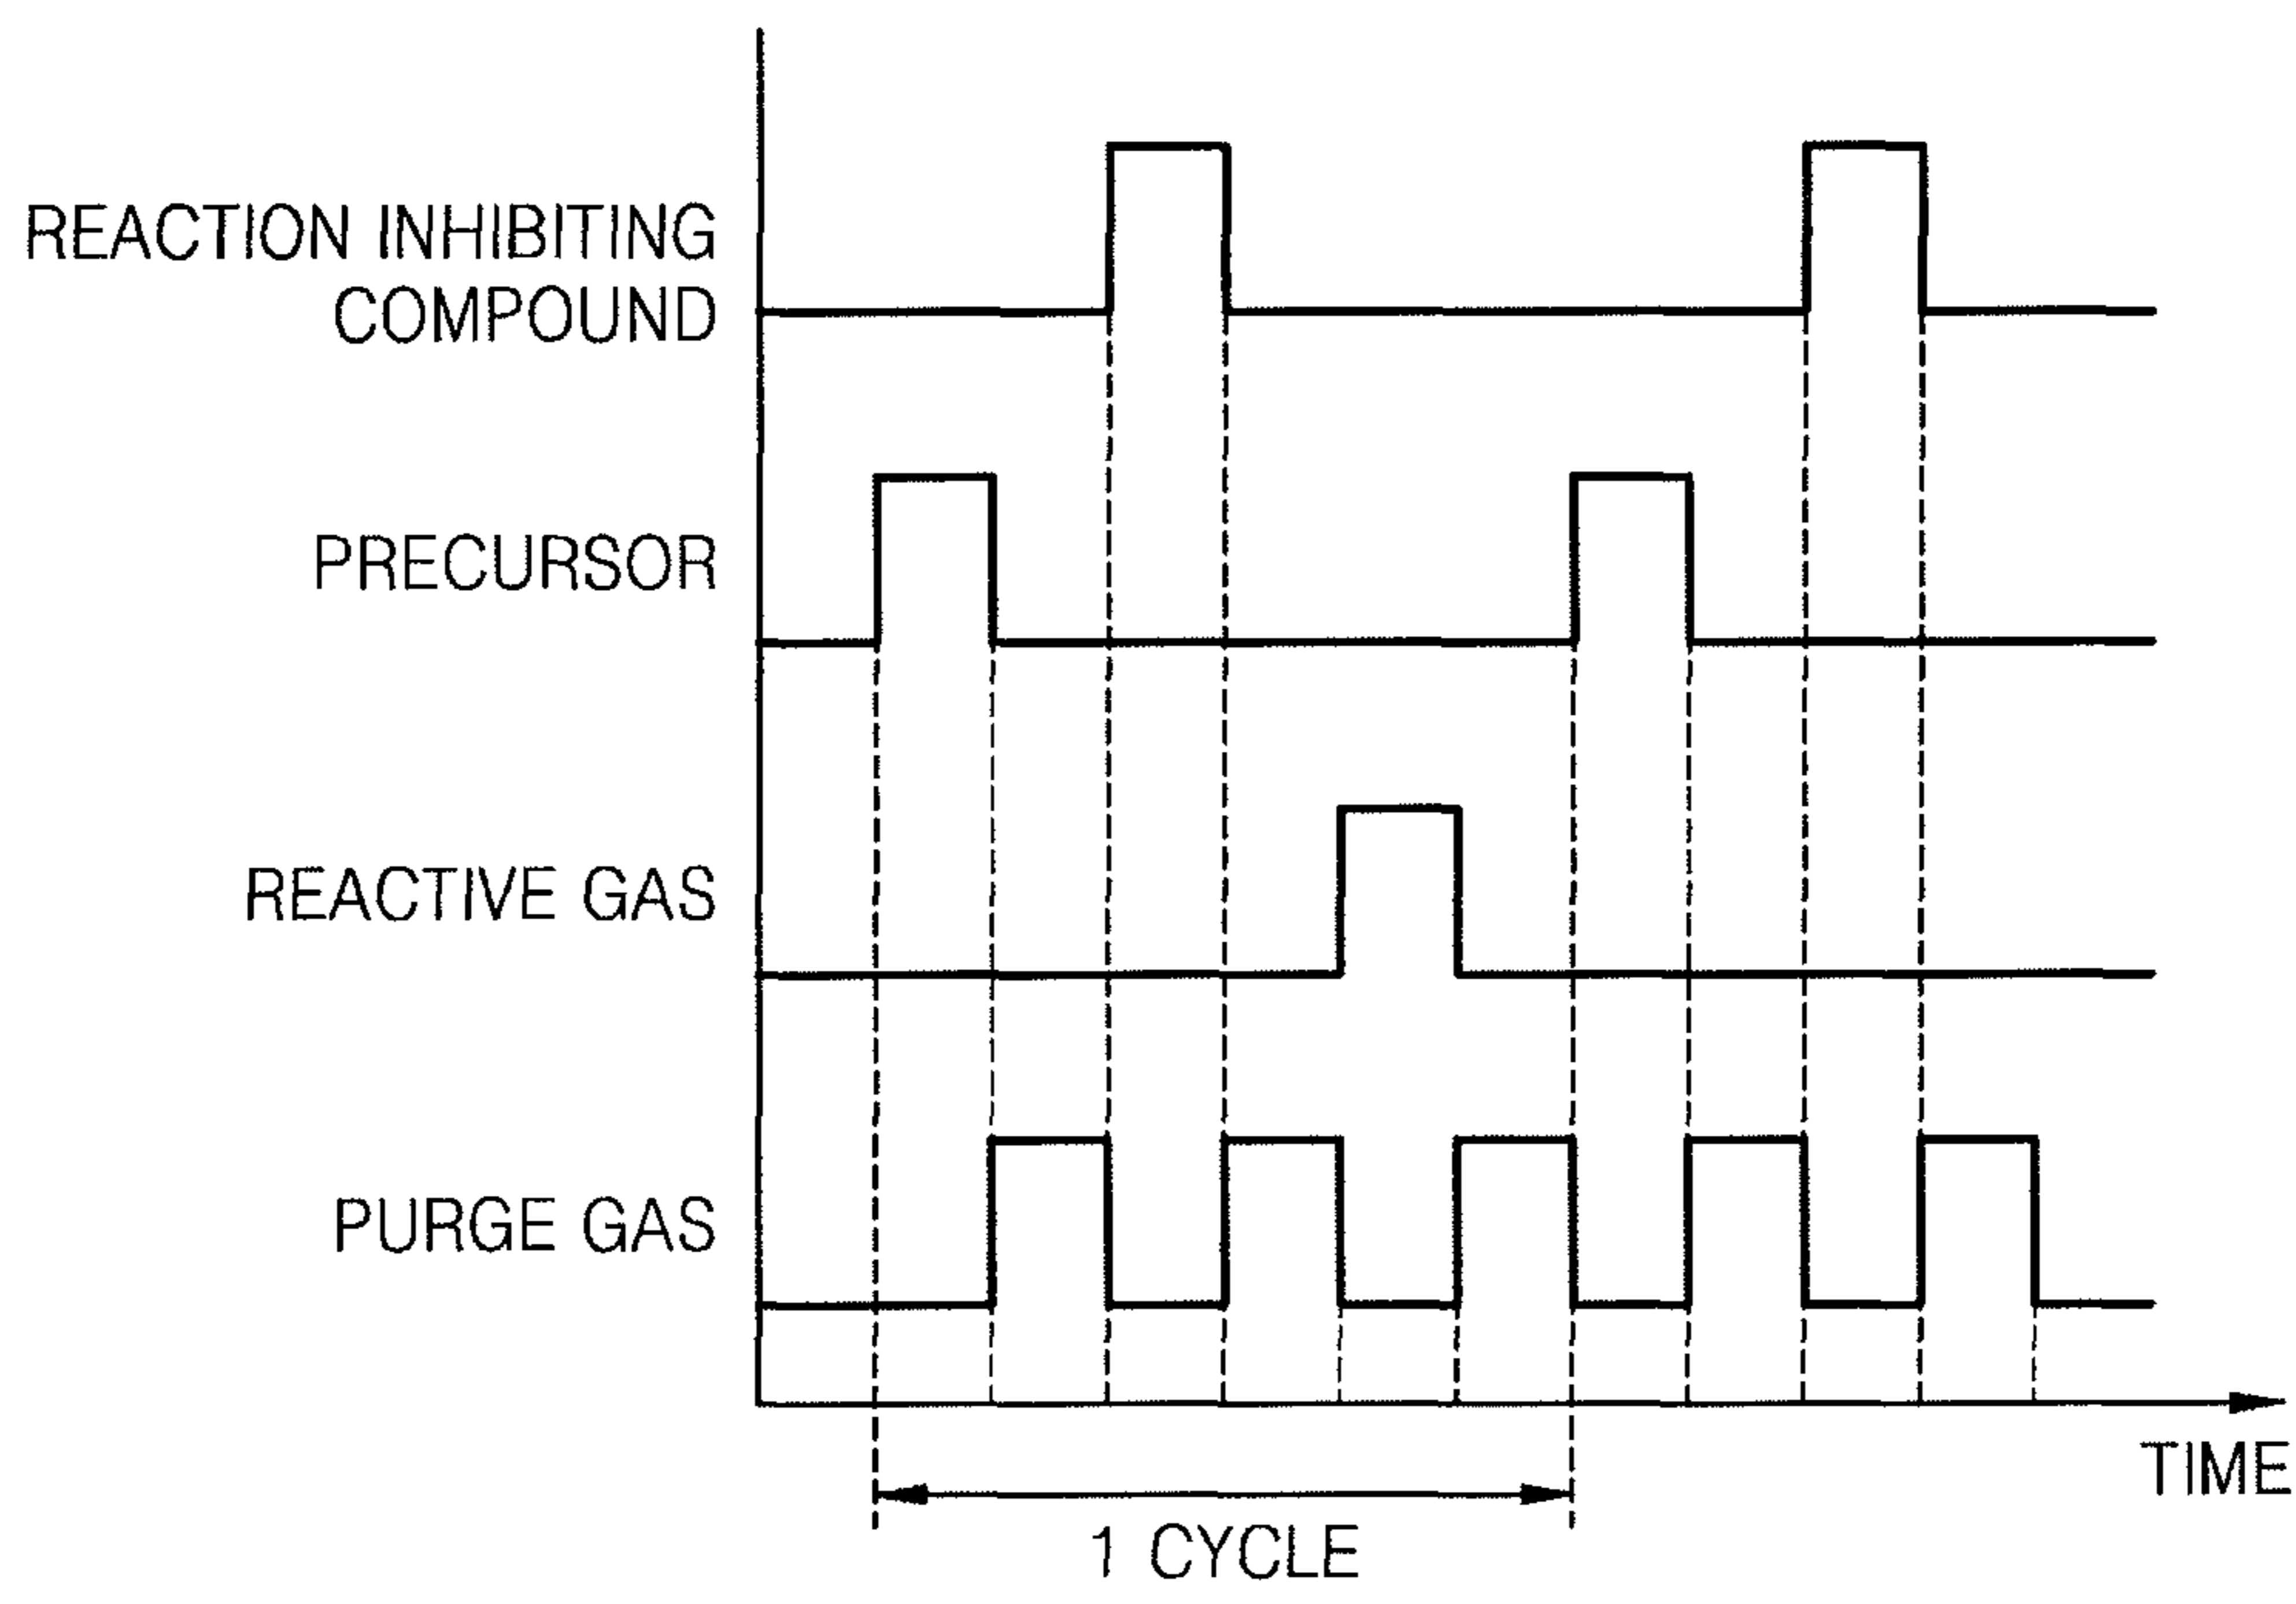 REACTION INHIBITING
COMPOUND
PRECURSOR
REACTIVE GAS
PURGE GAS
TIME
1 CYCLE